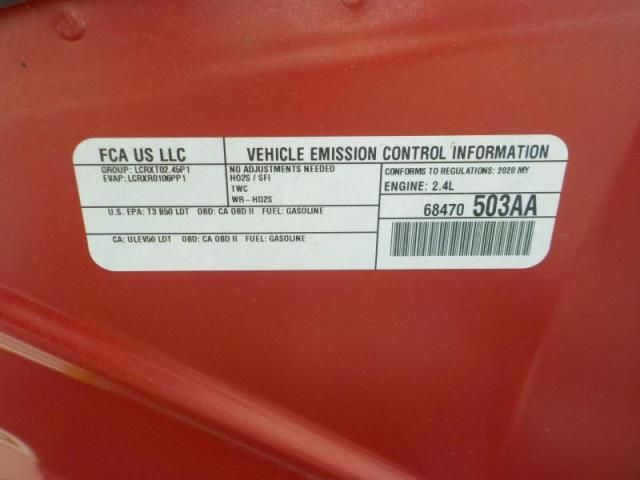 FCA US LLC
VEHICLE EMISSION CONTROL INFORMATION
GROUP: LCRXT02.45P1
EVAP: LCRXR0106PP1
NO ADJUSTMENTS NEEDED
HO2S / SFI
TWC
WR-HO2S
CONFORMS TO REGULATIONS: 2020 MY
ENGINE: 2.4L
U.S. EPA: T3 B50 LDT OBD: CA OBD II FUEL: GASOLINE
68470 503AA
CA: ULEV50 LDT OBD: CA OBD II FUEL: GASOLINE